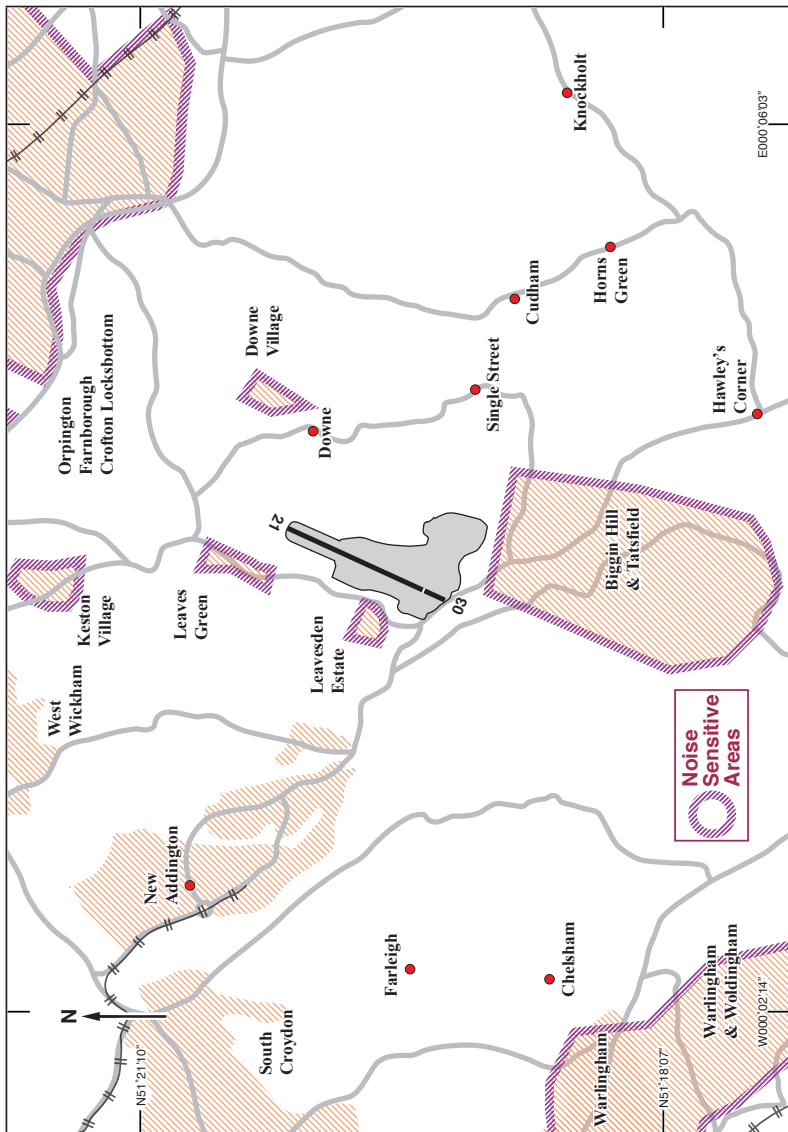 N
N51°21'10"
South
Croydon
New
Addington
West
Wickham
Keston
Village
Orpington
Farnborough
Crofton Locksbottom
Leaves
Green
Downe
Village
Downe
21
03
Leavesden
Estate
Farleigh
Chelsham
Single Street
Cudham
Horns
Green
Knockholt
Biggin Hill
& Tatsfield
Hawley's
Corner
Warlingham
Warlingham
& Woldingham
Noise
Sensitive
Areas
N51°18'07"
W000°02'14"
E000°06'03"